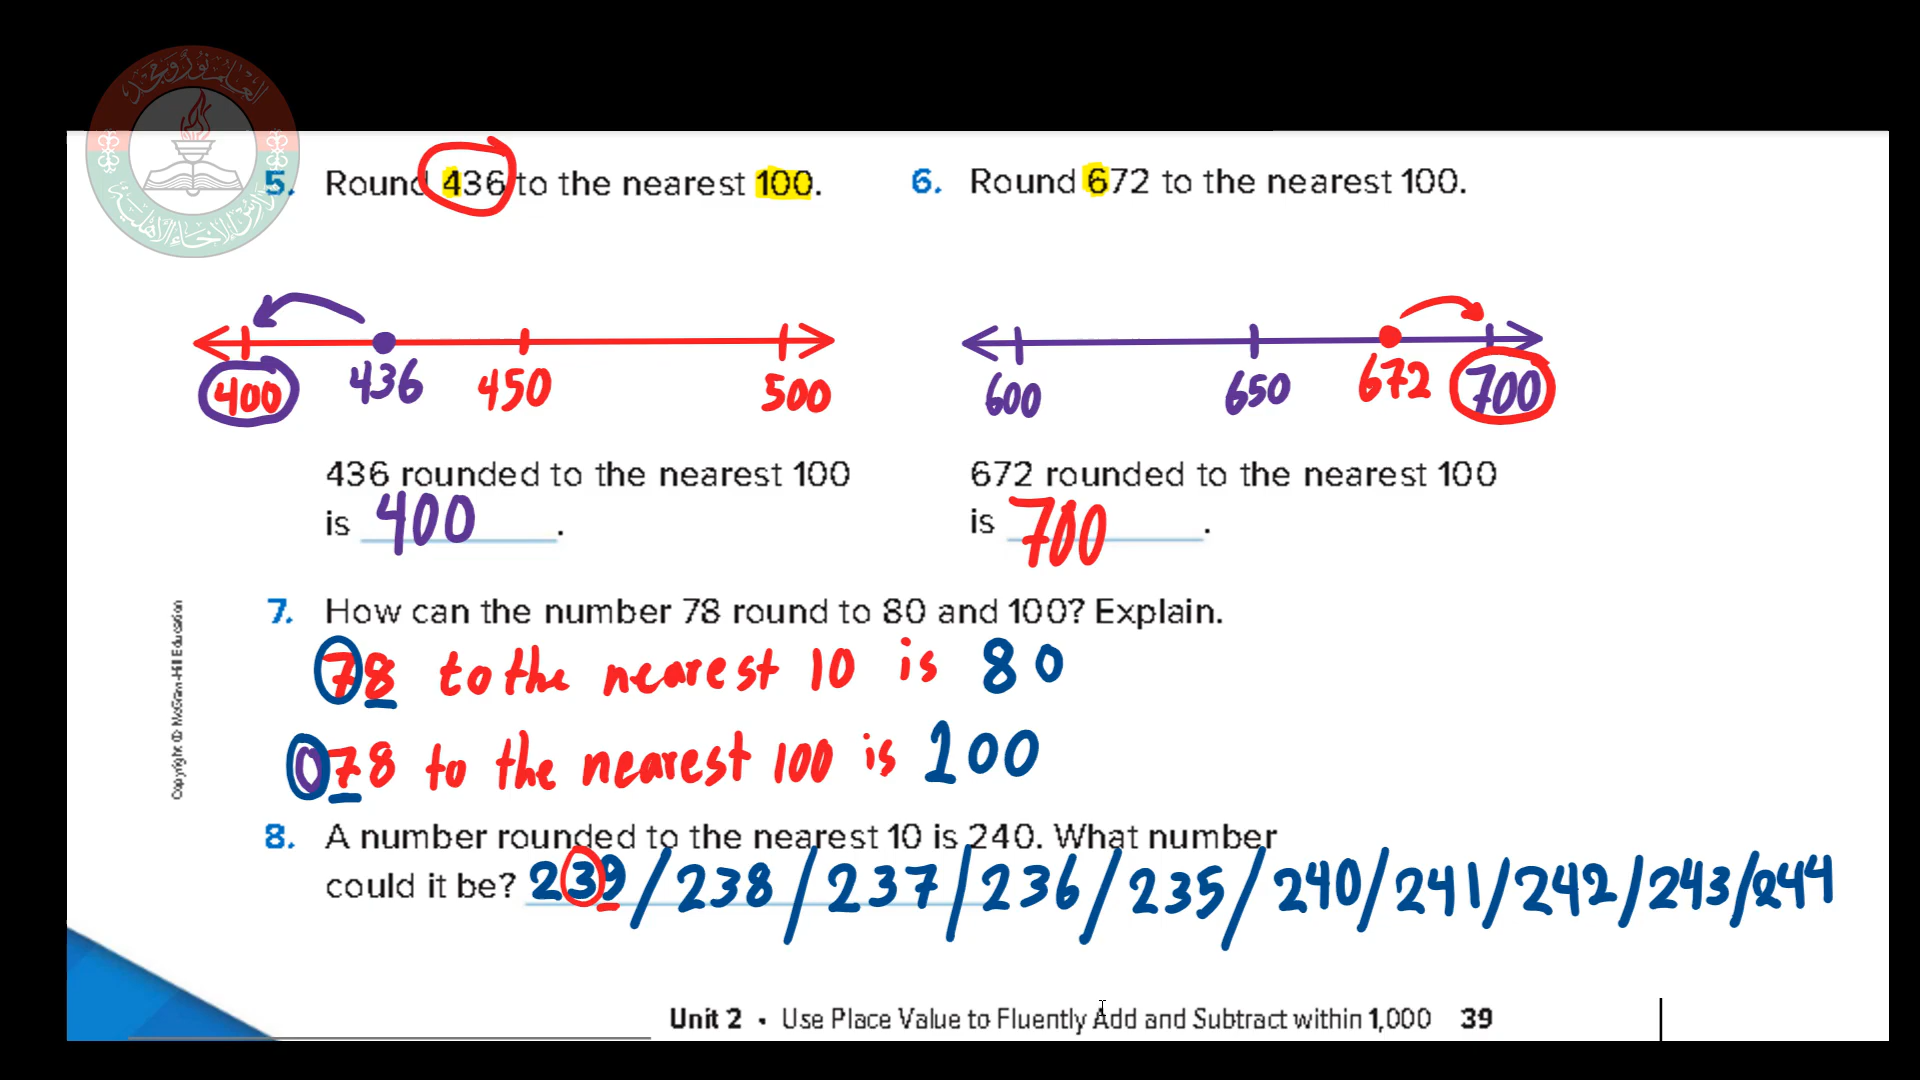 5. Round 436 to the nearest 100.
6. Round 672 to the nearest 100.
400 436 450 500
600 650 672 700
436 rounded to the nearest 100
is 400.
672 rounded to the nearest 100
is 700.
7. How can the number 78 round to 80 and 100? Explain.
78 to the nearest 10 is 80
078 to the nearest 100 is 100
8. A number rounded to the nearest 10 is 240. What number
could it be? 239/238/237/236/235/240/241/242/243/244
Copyright © McGraw-Hill Education
Unit 2 • Use Place Value to Fluently Add and Subtract within 1,000 39